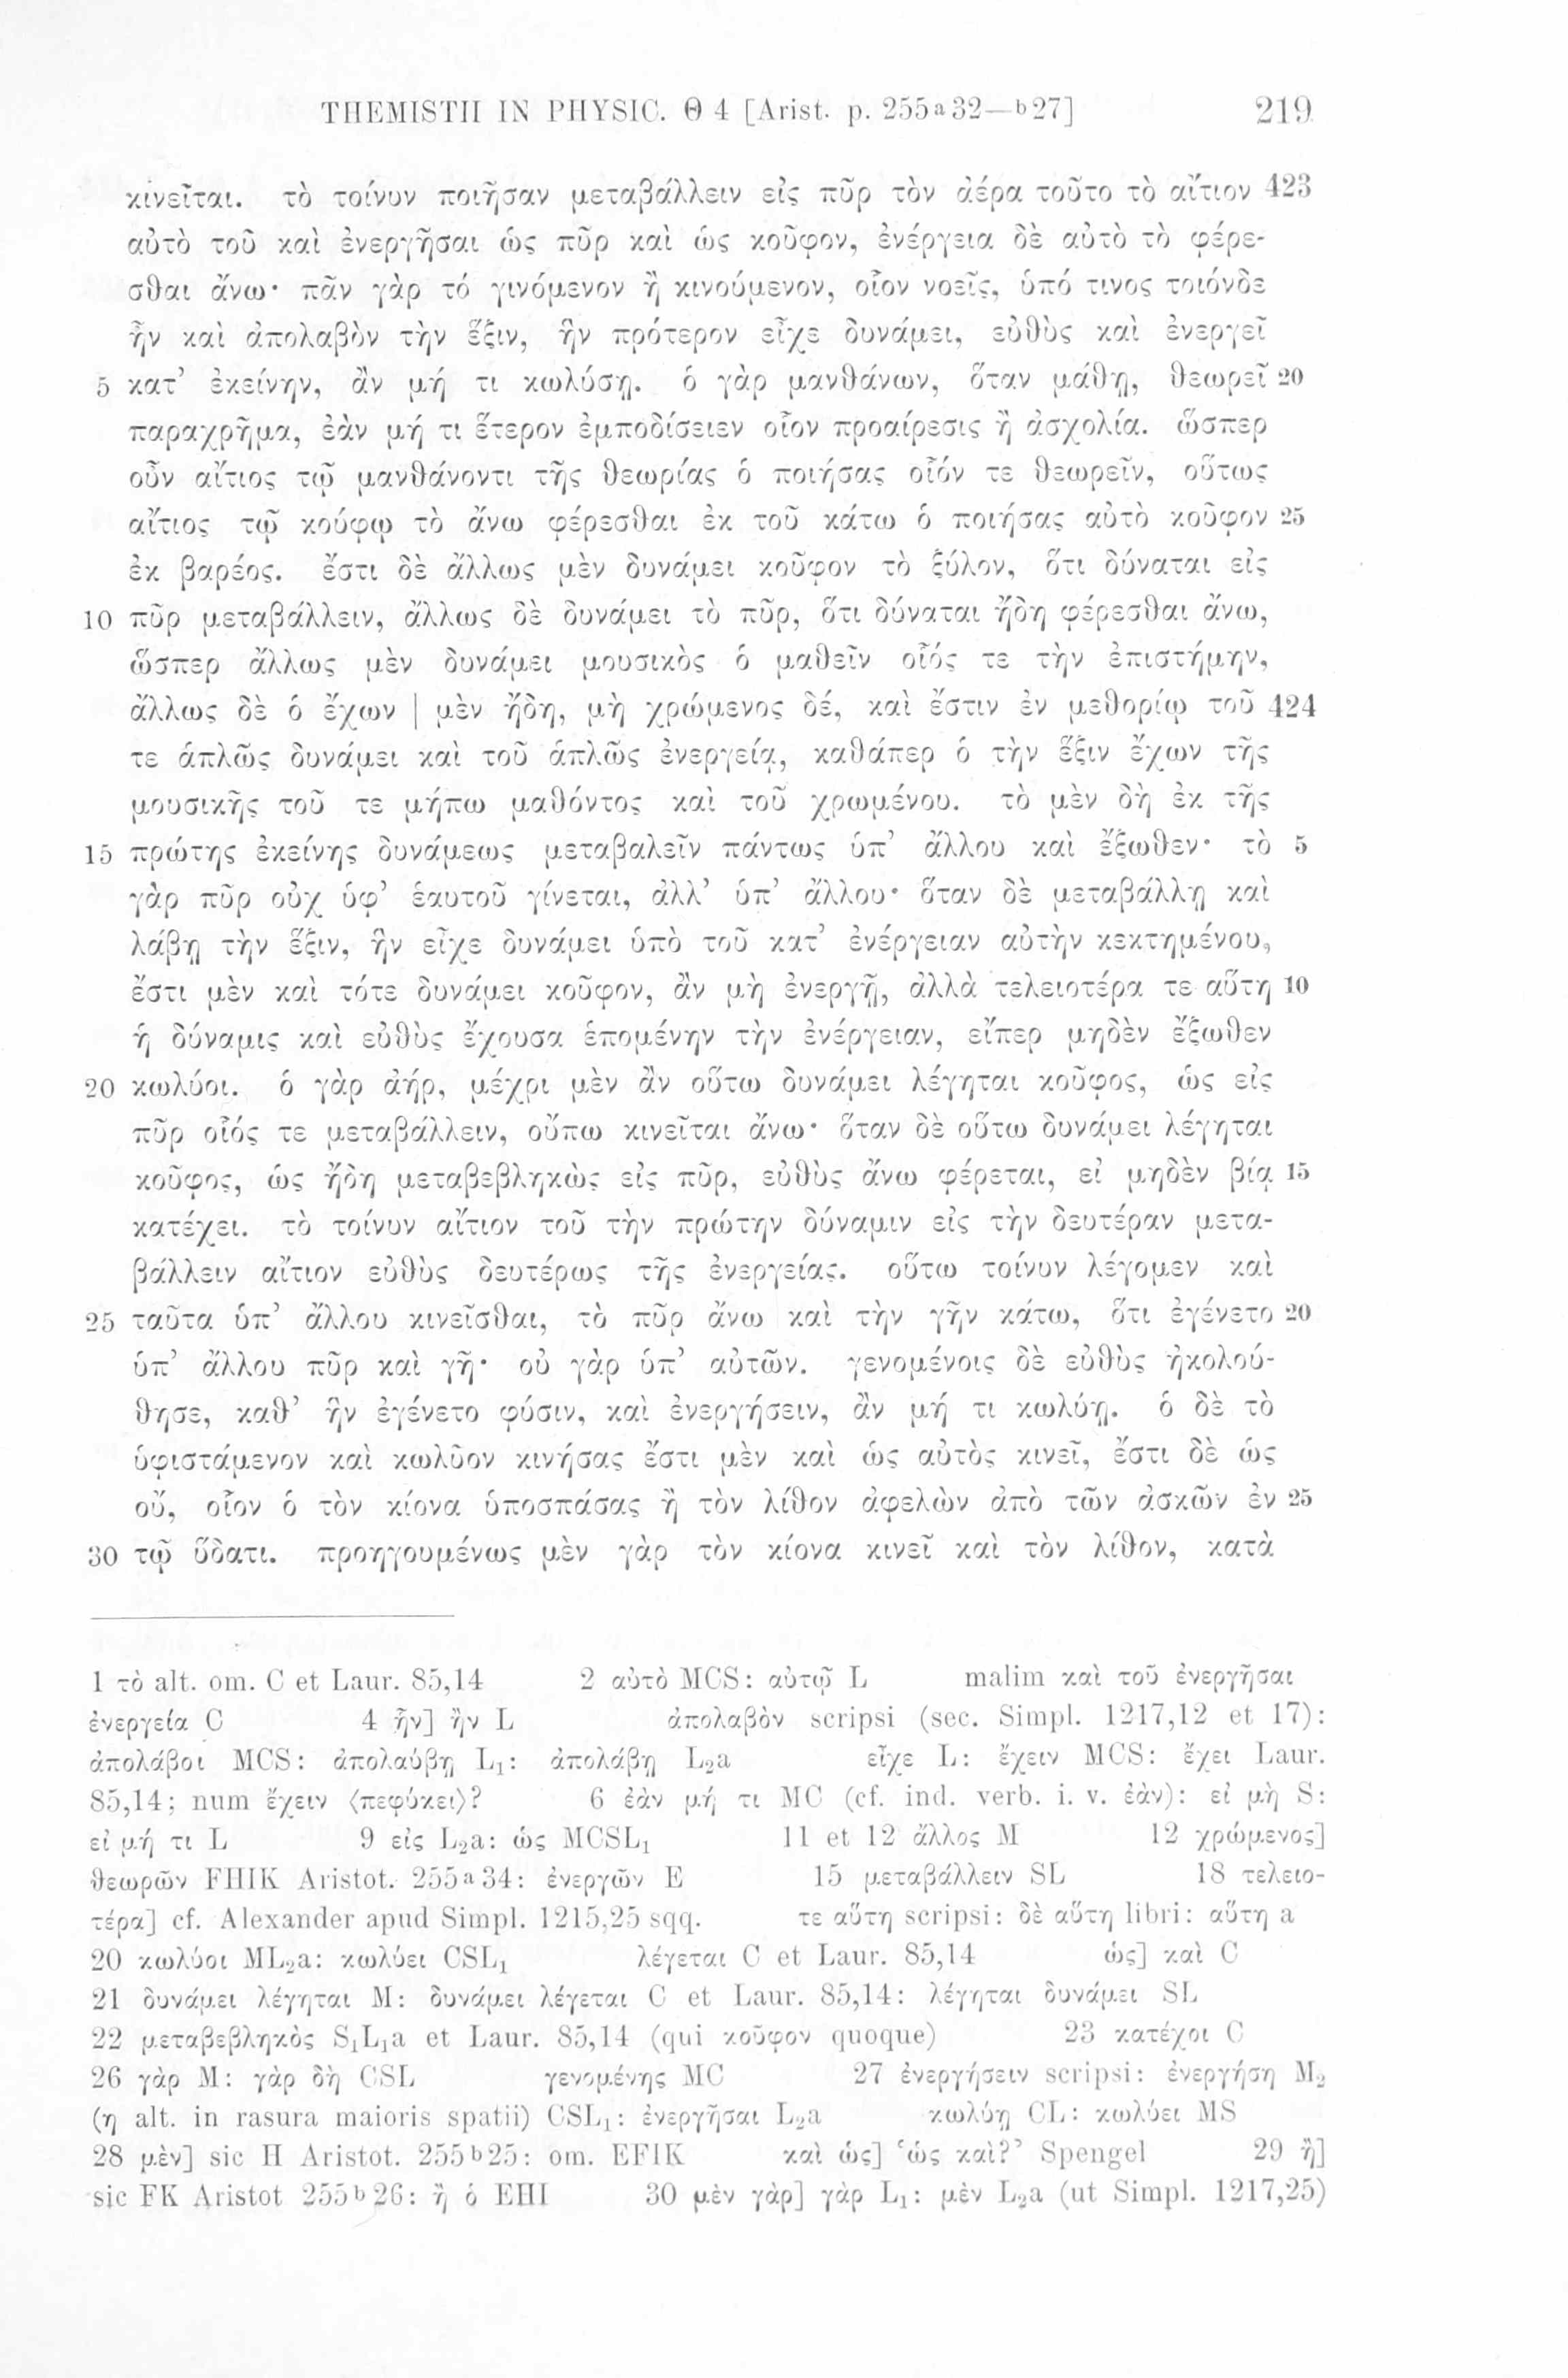 THEMISTII IN PHYSIC. Θ 4 [Arist. p. 255ᵃ32—ᵇ27] 219
κινεῖται. τὸ τοίνυν ποιῆσαν μεταβάλλειν εἰς πῦρ τὸν ἀέρα τοῦτο τὸ αἴτιον 423
αὐτὸ τοῦ καὶ ἐνεργῆσαι ὡς πῦρ καὶ ὡς κοῦφον, ἐνέργεια δὲ αὐτὸ τὸ φέρε-
σθαι ἄνω· πᾶν γὰρ τό γινόμενον ἢ κινούμενον, οἷον νοεῖς, ὑπό τινος τοιόνδε
ἦν καὶ ἀπολαβὸν τὴν ἕξιν, ἣν πρότερον εἶχε δυνάμει, εὐθὺς καὶ ἐνεργεῖ
5 κατ’ ἐκείνην, ἂν μή τι κωλύσῃ. ὁ γὰρ μανθάνων, ὅταν μάθῃ, θεωρεῖ 20
παραχρῆμα, ἐὰν μή τι ἕτερον ἐμποδίσειεν οἷον προαίρεσις ἢ ἀσχολία. ὥσπερ
οὖν αἴτιος τῷ μανθάνοντι τῆς θεωρίας ὁ ποιήσας οἷόν τε θεωρεῖν, οὕτως
αἴτιος τῷ κούφῳ τὸ ἄνω φέρεσθαι ἐκ τοῦ κάτω ὁ ποιήσας αὐτὸ κοῦφον 25
ἐκ βαρέος. ἔστι δὲ ἄλλως μὲν δυνάμει κοῦφον τὸ ξύλον, ὅτι δύναται εἰς
10 πῦρ μεταβάλλειν, ἄλλως δὲ δυνάμει τὸ πῦρ, ὅτι δύναται ἤδη φέρεσθαι ἄνω,
ὥσπερ ἄλλως μὲν δυνάμει μουσικὸς ὁ μαθεῖν οἷός τε τὴν ἐπιστήμην,
ἄλλως δὲ ὁ ἔχων | μὲν ἤδη, μὴ χρώμενος δέ, καὶ ἔστιν ἐν μεθορίῳ τοῦ 424
τε ἁπλῶς δυνάμει καὶ τοῦ ἁπλῶς ἐνεργείᾳ, καθάπερ ὁ τὴν ἕξιν ἔχων τῆς
μουσικῆς τοῦ τε μήπω μαθόντος καὶ τοῦ χρωμένου. τὸ μὲν δὴ ἐκ τῆς
15 πρώτης ἐκείνης δυνάμεως μεταβαλεῖν πάντως ὑπ’ ἄλλου καὶ ἔξωθεν· τὸ 5
γὰρ πῦρ οὐχ ὑφ’ ἑαυτοῦ γίνεται, ἀλλ’ ὑπ’ ἄλλου· ὅταν δὲ μεταβάλλῃ καὶ
λάβῃ τὴν ἕξιν, ἣν εἶχε δυνάμει ὑπὸ τοῦ κατ’ ἐνέργειαν αὐτὴν κεκτημένου,
ἔστι μὲν καὶ τότε δυνάμει κοῦφον, ἂν μὴ ἐνεργῇ, ἀλλὰ τελειοτέρα τε αὕτη 10
ἡ δύναμις καὶ εὐθὺς ἔχουσα ἑπομένην τὴν ἐνέργειαν, εἴπερ μηδὲν ἔξωθεν
20 κωλύοι. ὁ γὰρ ἀήρ, μέχρι μὲν ἂν οὕτω δυνάμει λέγηται κοῦφος, ὡς εἰς
πῦρ οἷός τε μεταβάλλειν, οὔπω κινεῖται ἄνω· ὅταν δὲ οὕτω δυνάμει λέγηται
κοῦφος, ὡς ἤδη μεταβεβληκὼς εἰς πῦρ, εὐθὺς ἄνω φέρεται, εἰ μηδὲν βίᾳ 15
κατέχει. τὸ τοίνυν αἴτιον τοῦ τὴν πρώτην δύναμιν εἰς τὴν δευτέραν μετα-
βάλλειν αἴτιον εὐθὺς δευτέρως τῆς ἐνεργείας. οὕτω τοίνυν λέγομεν καὶ
25 ταῦτα ὑπ’ ἄλλου κινεῖσθαι, τὸ πῦρ ἄνω καὶ τὴν γῆν κάτω, ὅτι ἐγένετο 20
ὑπ’ ἄλλου πῦρ καὶ γῆ· οὐ γὰρ ὑπ’ αὑτῶν. γενομένοις δὲ εὐθὺς ἠκολού-
θησε, καθ’ ἣν ἐγένετο φύσιν, καὶ ἐνεργήσειν, ἂν μή τι κωλύῃ. ὁ δὲ τὸ
ὑφιστάμενον καὶ κωλῦον κινήσας ἔστι μὲν καὶ ὡς αὐτὸς κινεῖ, ἔστι δὲ ὡς
οὔ, οἷον ὁ τὸν κίονα ὑποσπάσας ἢ τὸν λίθον ἀφελὼν ἀπὸ τῶν ἀσκῶν ἐν 25
30 τῷ ὕδατι. προηγουμένως μὲν γὰρ τὸν κίονα κινεῖ καὶ τὸν λίθον, κατὰ
1 τὸ alt. om. C et Laur. 85,14 2 αὐτὸ MCS: αὐτῷ L malim καὶ τοῦ ἐνεργῆσαι
ἐνεργείᾳ C 4 ἦν] ἣν L ἀπολαβὸν scripsi (sec. Simpl. 1217,12 et 17):
ἀπολάβοι MCS: ἀπολαύβῃ L₁: ἀπολάβῃ L₂a εἶχε L: ἔχειν MCS: ἔχει Laur.
85,14; num ἔχειν ⟨πεφύκει⟩? 6 ἐὰν μή τι MC (cf. ind. verb. i. v. ἐὰν): εἰ μὴ S:
εἰ μή τι L 9 εἰς L₂a: ὡς MCSL₁ 11 et 12 ἄλλος M 12 χρώμενος]
θεωρῶν FHIK Aristot. 255ᵃ34: ἐνεργῶν E 15 μεταβάλλειν SL 18 τελειο-
τέρα] cf. Alexander apud Simpl. 1215,25 sqq. τε αὕτη scripsi: δὲ αὕτη libri: αὕτη a
20 κωλύοι ML₂a: κωλύει CSL₁ λέγεται C et Laur. 85,14 ὡς] καὶ C
21 δυνάμει λέγηται M: δυνάμει λέγεται C et Laur. 85,14: λέγηται δυνάμει SL
22 μεταβεβληκὸς S₁L₁a et Laur. 85,14 (qui κοῦφον quoque) 23 κατέχοι C
26 γὰρ M: γὰρ δὴ CSL γενομένης MC 27 ἐνεργήσειν scripsi: ἐνεργήση M₂
(η alt. in rasura maioris spatii) CSL₁: ἐνεργῆσαι L₂a κωλύῃ CL: κωλύει MS
28 μὲν] sic H Aristot. 255ᵇ25: om. EFIK καὶ ὡς] ‘ὡς καὶ?’ Spengel 29 ἢ]
sic FK Aristot 255ᵇ26: ἢ ὁ EHI 30 μὲν γὰρ] γὰρ L₁: μὲν L₂a (ut Simpl. 1217,25)